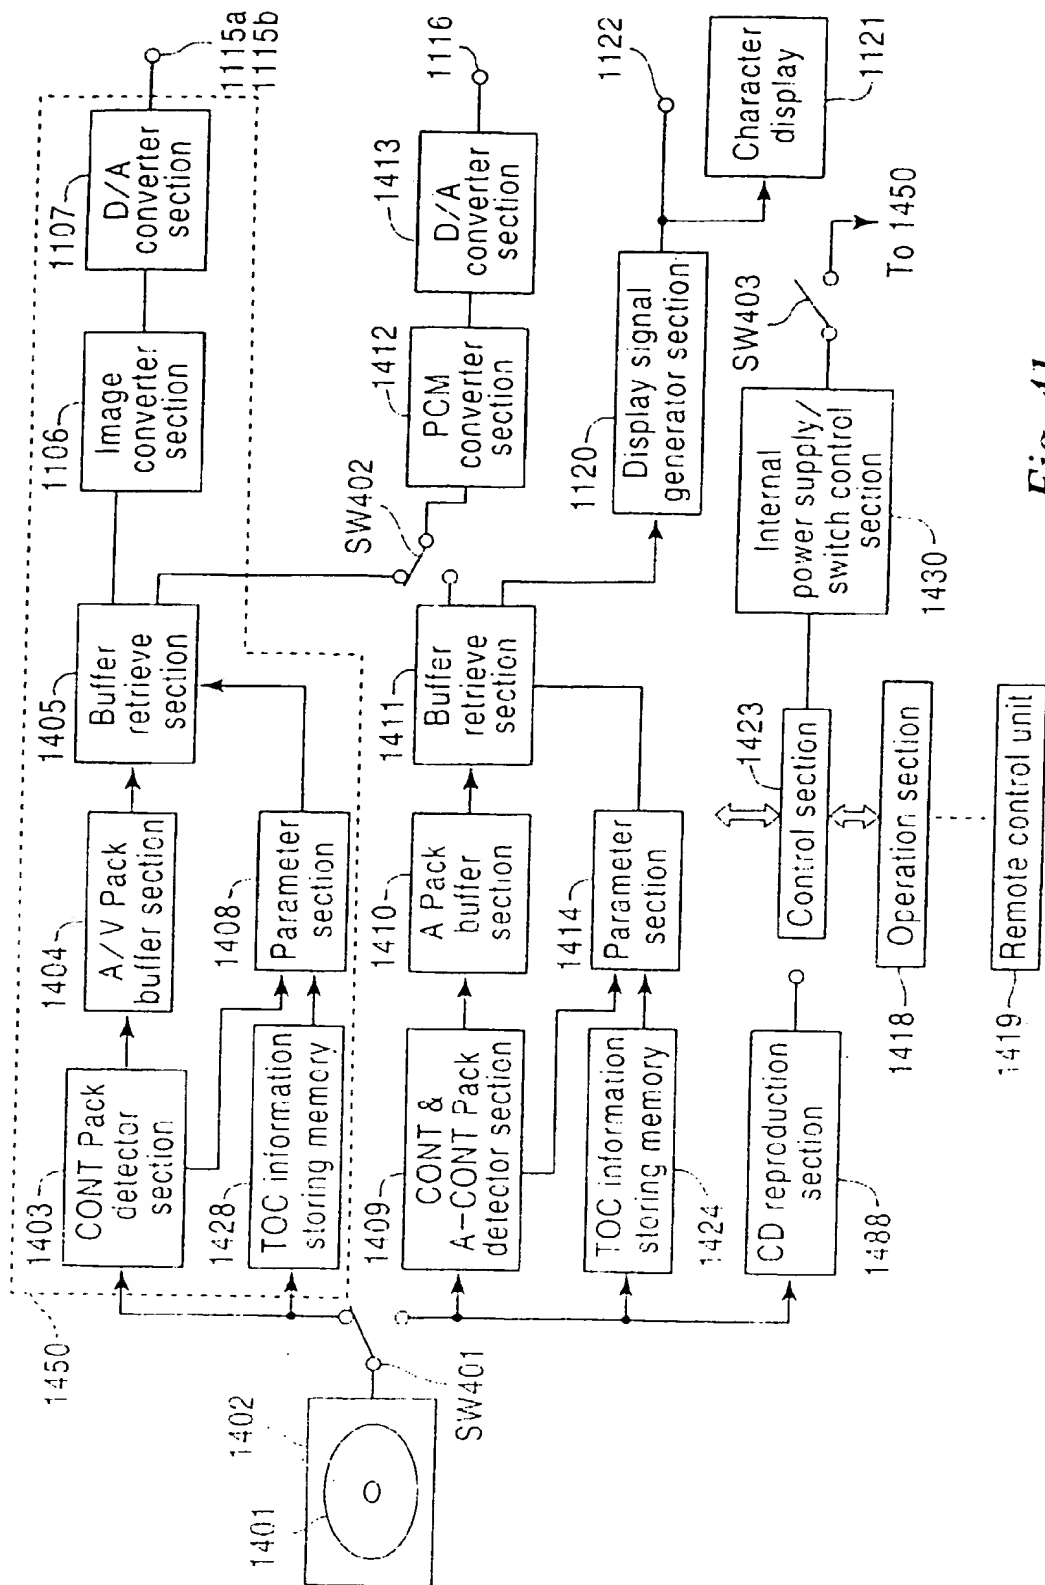 1401
1402
SW401
1450
1403
CONT Pack
detector
section
1404
A/V Pack
buffer section
1405
Buffer
retrieve
section
1106
Image
converter
section
1107
D/A
converter
section
1115a
1115b
1428
TOC information
storing memory
1408
Parameter
section
SW402
1409
CONT &
A-CONT Pack
detector section
1410
A Pack
buffer
section
1411
Buffer
retrieve
section
1412
PCM
converter
section
1413
D/A
converter
section
1116
TOC information
storing memory
1424
1414
Parameter
section
1120
Display signal
generator section
1122
Character
display
1121
CD reproduction
section
1488
1423
Control section
Internal
power supply/
switch control
section
1430
SW403
To 1450
1418
Operation section
1419
Remote control unit